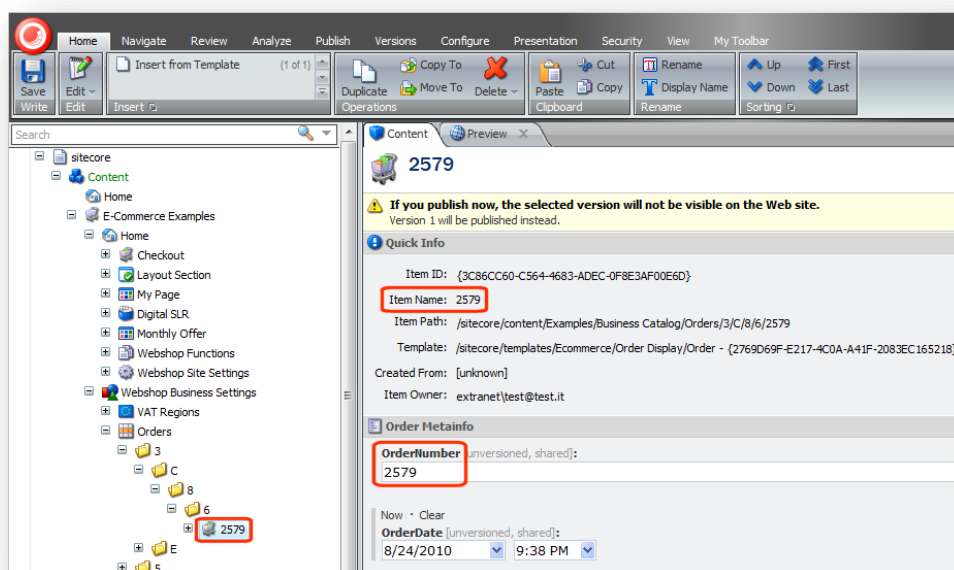 Home Navigate Review Analyze Publish Versions Configure Presentation Security View My Toolbar
Save
Write
Edit
Edit
Insert from Template (1 of 1)
Insert
Duplicate
Copy To
Move To
Delete
Operations
Paste
Cut
Copy
Clipboard
Rename
Display Name
Rename
Up
Down
First
Last
Sorting
Search
sitecore
Content
Home
E-Commerce Examples
Home
Checkout
Layout Section
My Page
Digital SLR
Monthly Offer
Webshop Functions
Webshop Site Settings
Webshop Business Settings
VAT Regions
Orders
3
C
8
6
2579
E
5
Content Preview X
2579
If you publish now, the selected version will not be visible on the Web site.
Version 1 will be published instead.
Quick Info
Item ID: {3C86CC60-C564-4683-ADEC-0F8E3AF00E6D}
Item Name: 2579
Item Path: /sitecore/content/Examples/Business Catalog/Orders/3/C/8/6/2579
Template: /sitecore/templates/Ecommerce/Order Display/Order - {2769D69F-E217-4C0A-A41F-2083EC165218}
Created From: [unknown]
Item Owner: extranet\test@test.it
Order Metainfo
OrderNumber [unversioned, shared]:
2579
Now · Clear
OrderDate [unversioned, shared]:
8/24/2010 9:38 PM